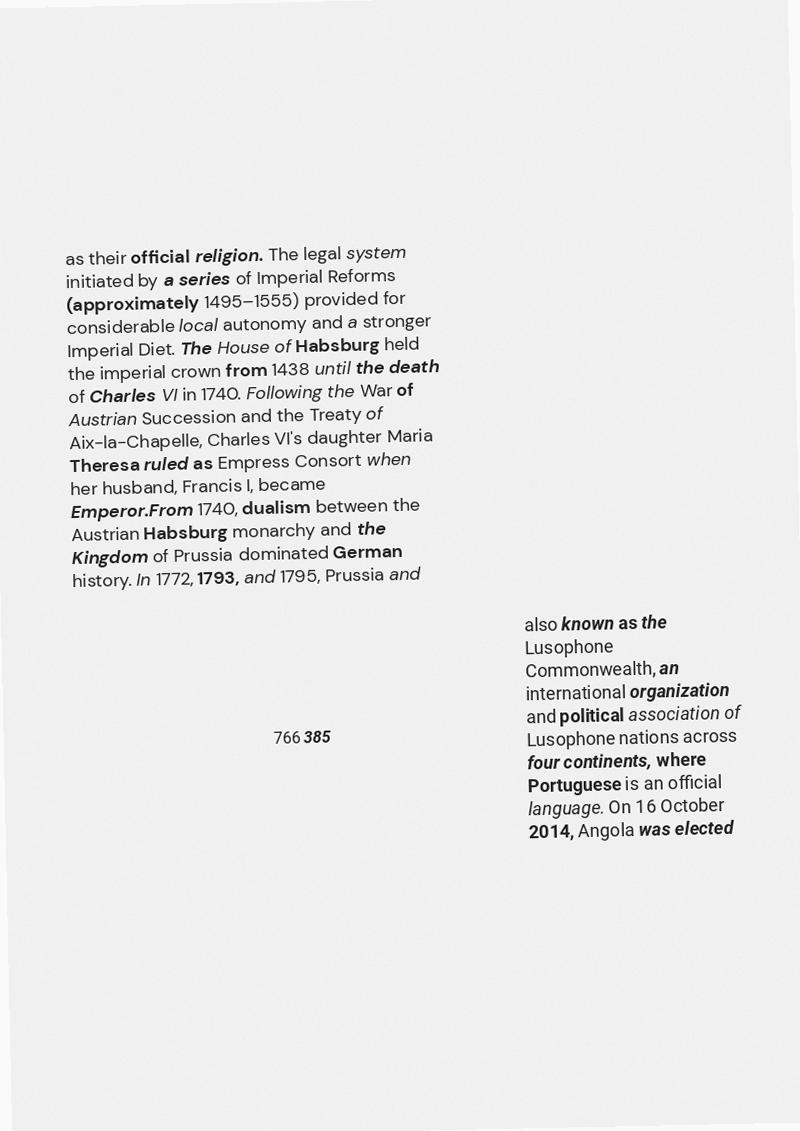 as their official religion. The legal system
initiated by a series of Imperial Reforms
(approximately 1495–1555) provided for
considerable local autonomy and a stronger
Imperial Diet. The House of Habsburg held
the imperial crown from 1438 until the death
of Charles VI in 1740. Following the War of
Austrian Succession and the Treaty of
Aix-la-Chapelle, Charles VI's daughter Maria
Theresa ruled as Empress Consort when
her husband, Francis I, became
Emperor.From 1740, dualism between the
Austrian Habsburg monarchy and the
Kingdom of Prussia dominated German
history. In 1772, 1793, and 1795, Prussia and
766 385
also known as the
Lusophone
Commonwealth, an
international organization
and political association of
Lusophone nations across
four continents, where
Portuguese is an official
language. On 16 October
2014, Angola was elected